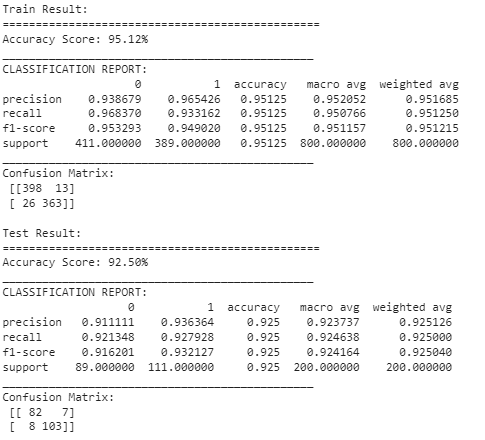 Train Result:
================================================
Accuracy Score: 95.12%
_______________________________________________
CLASSIFICATION REPORT:
0 1 accuracy macro avg weighted avg
precision 0.938679 0.965426 0.95125 0.952052 0.951685
recall 0.968370 0.933162 0.95125 0.950766 0.951250
f1-score 0.953293 0.949020 0.95125 0.951157 0.951215
support 411.000000 389.000000 0.95125 800.000000 800.000000
_______________________________________________
Confusion Matrix:
[[398 13]
[ 26 363]]
Test Result:
================================================
Accuracy Score: 92.50%
_______________________________________________
CLASSIFICATION REPORT:
0 1 accuracy macro avg weighted avg
precision 0.911111 0.936364 0.925 0.923737 0.925126
recall 0.921348 0.927928 0.925 0.924638 0.925000
f1-score 0.916201 0.932127 0.925 0.924164 0.925040
support 89.000000 111.000000 0.925 200.000000 200.000000
_______________________________________________
Confusion Matrix:
[[ 82 7]
[ 8 103]]